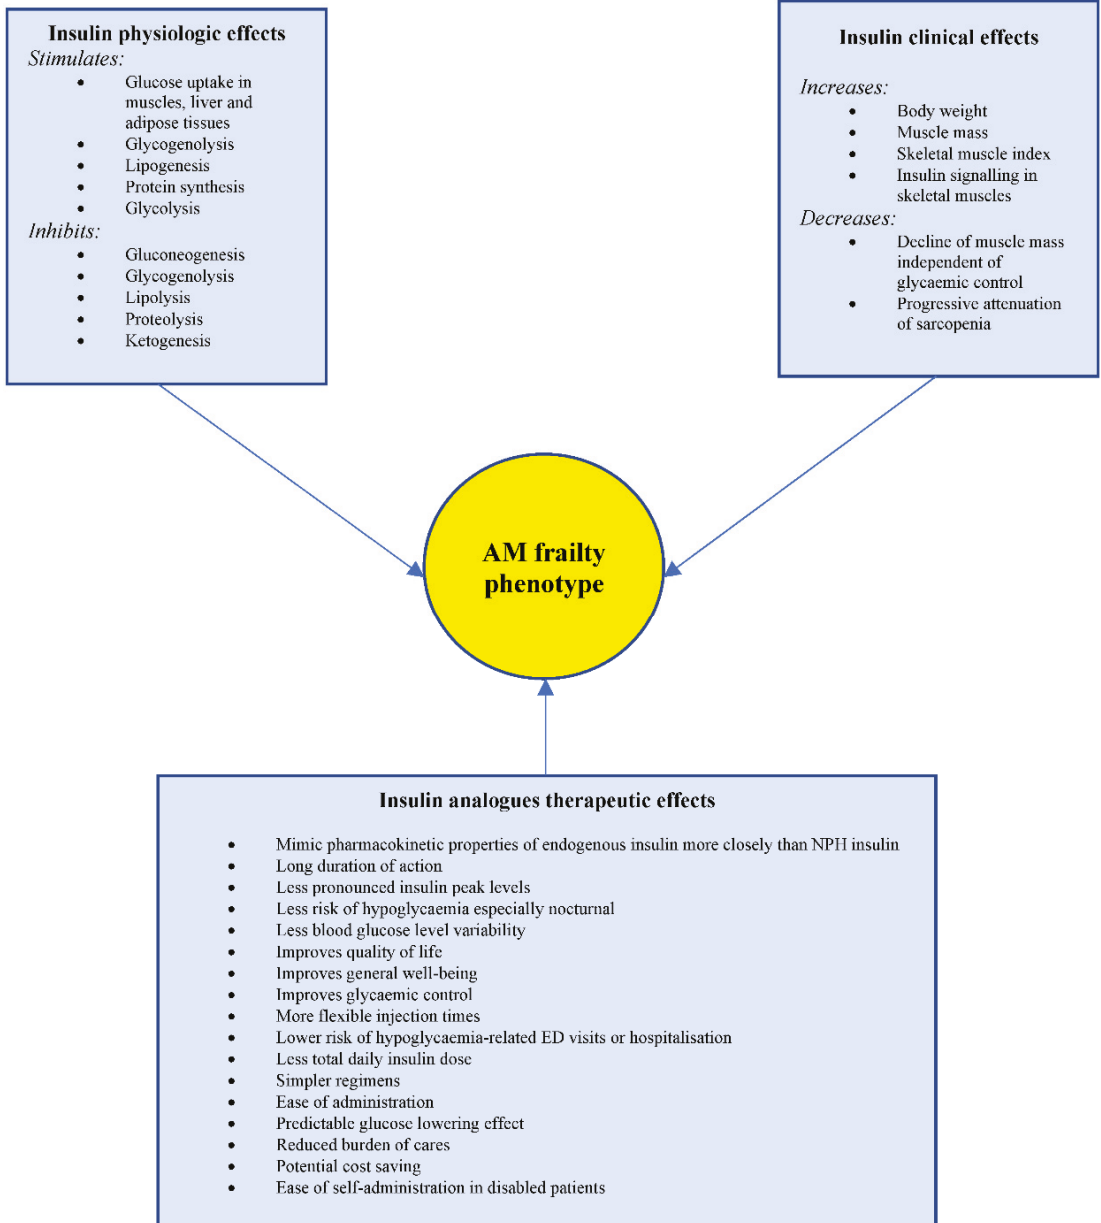 Insulin physiologic effects
Stimulates:
• Glucose uptake in
muscles, liver and
adipose tissues
• Glycogenolysis
• Lipogenesis
• Protein synthesis
• Glycolysis
Inhibits:
• Gluconeogenesis
• Glycogenolysis
• Lipolysis
• Proteolysis
• Ketogenesis
Insulin clinical effects
Increases:
• Body weight
• Muscle mass
• Skeletal muscle index
• Insulin signalling in
skeletal muscles
Decreases:
• Decline of muscle mass
independent of
glycaemic control
• Progressive attenuation
of sarcopenia
AM frailty
phenotype
Insulin analogues therapeutic effects
• Mimic pharmacokinetic properties of endogenous insulin more closely than NPH insulin
• Long duration of action
• Less pronounced insulin peak levels
• Less risk of hypoglycaemia especially nocturnal
• Less blood glucose level variability
• Improves quality of life
• Improves general well-being
• Improves glycaemic control
• More flexible injection times
• Lower risk of hypoglycaemia-related ED visits or hospitalisation
• Less total daily insulin dose
• Simpler regimens
• Ease of administration
• Predictable glucose lowering effect
• Reduced burden of cares
• Potential cost saving
• Ease of self-administration in disabled patients